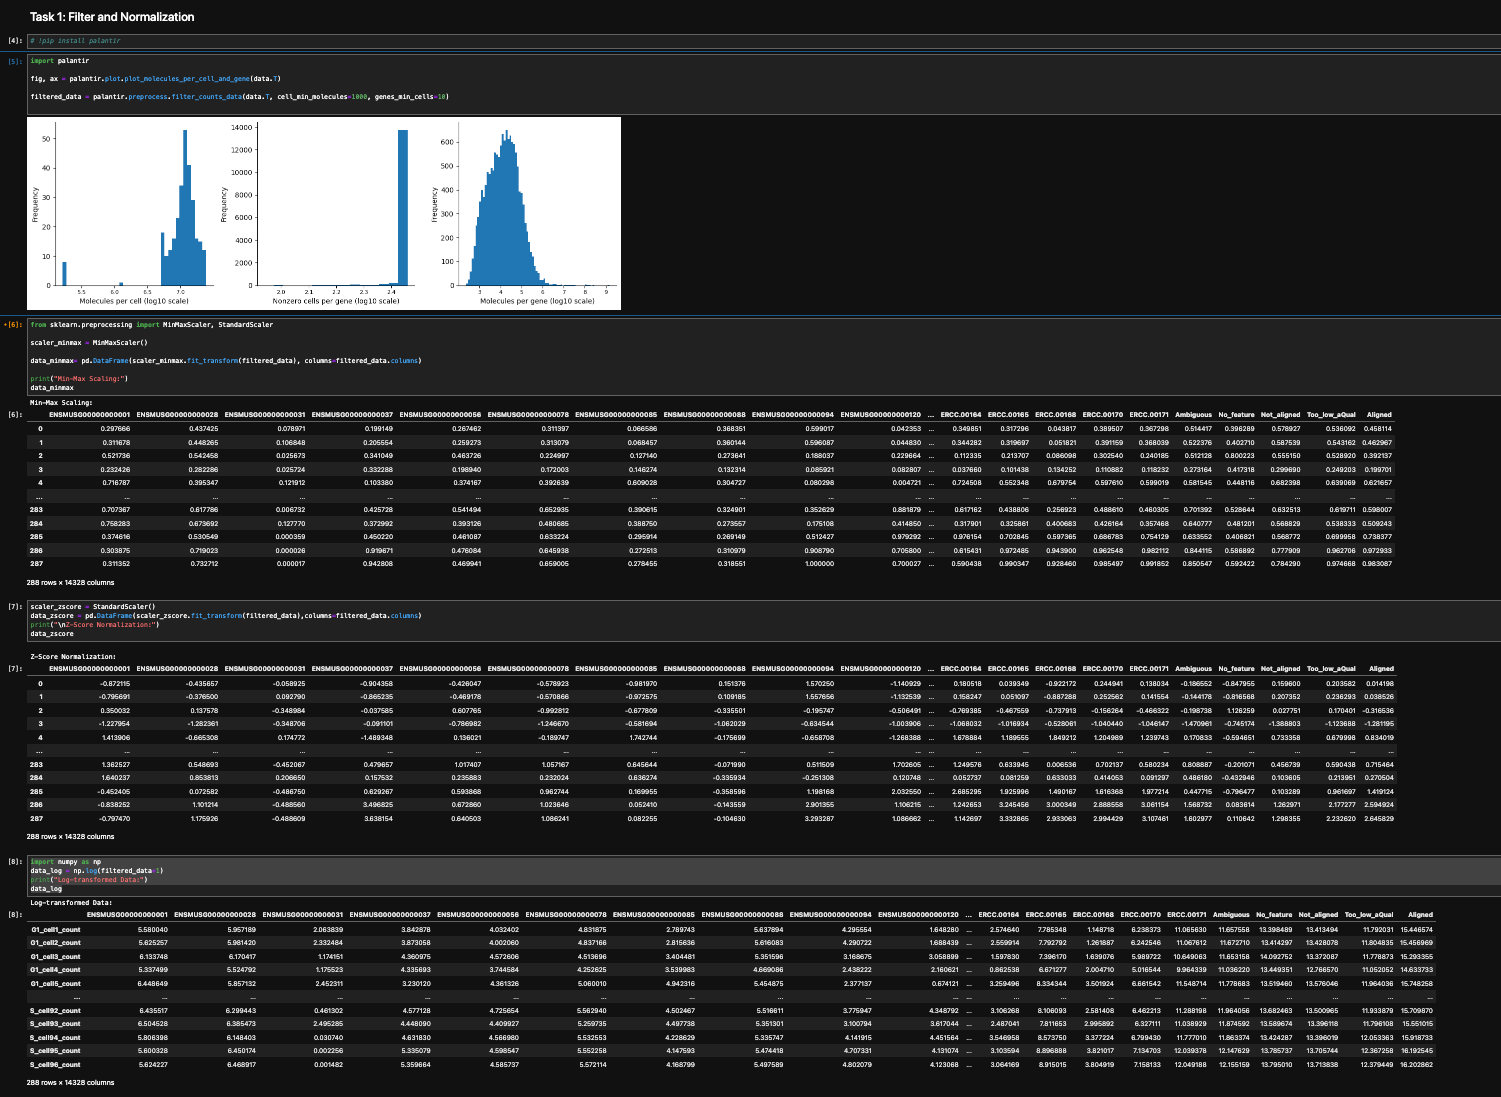 Task 1: Filter and Normalization
[4]: # !pip install palantir
[5]: import palantir
fig, ax = palantir.plot.plot_molecules_per_cell_and_gene(data.T)
filtered_data = palantir.preprocess.filter_counts_data(data.T, cell_min_molecules=1000, genes_min_cells=10)
50 40 30 20 10 0
Frequency
5.5 6.0 6.5 7.0
Molecules per cell (log10 scale)
14000 12000 10000 8000 6000 4000 2000 0
Frequency
2.0 2.1 2.2 2.3 2.4
Nonzero cells per gene (log10 scale)
600 500 400 300 200 100 0
Frequency
3 4 5 6 7 8 9
Molecules per gene (log10 scale)
[6]: from sklearn.preprocessing import MinMaxScaler, StandardScaler
scaler_minmax = MinMaxScaler()
data_minmax= pd.DataFrame(scaler_minmax.fit_transform(filtered_data), columns=filtered_data.columns)
print("Min-Max Scaling:")
data_minmax
Min-Max Scaling:
[6]: ENSMUSG00000000001 ENSMUSG00000000028 ENSMUSG00000000031 ENSMUSG00000000037 ENSMUSG00000000056 ENSMUSG00000000078 ENSMUSG00000000085 ENSMUSG00000000088 ENSMUSG00000000094 ENSMUSG00000000120 ... ERCC.00164 ERCC.00165 ERCC.00168 ERCC.00170 ERCC.00171 Ambiguous No_feature Not_aligned Too_low_aQual Aligned
0 0.297666 0.437425 0.078971 0.199149 0.267462 0.311397 0.066586 0.368351 0.599017 0.042353 ... 0.349851 0.317296 0.043817 0.389507 0.367298 0.514417 0.396289 0.578927 0.536092 0.458114
1 0.311678 0.448265 0.106848 0.205554 0.259273 0.313079 0.068457 0.360144 0.596087 0.044830 ... 0.344282 0.319697 0.051821 0.391159 0.368039 0.522376 0.402710 0.587539 0.543162 0.462967
2 0.521736 0.542458 0.025673 0.341049 0.463726 0.224997 0.127140 0.273641 0.188037 0.229664 ... 0.112335 0.213707 0.086098 0.302540 0.240185 0.512128 0.800223 0.555150 0.528920 0.392137
3 0.232426 0.282286 0.025724 0.332288 0.198940 0.172003 0.146274 0.132314 0.085921 0.082807 ... 0.037660 0.101438 0.134252 0.110882 0.118232 0.273164 0.417318 0.299690 0.249203 0.199701
4 0.716787 0.395347 0.121912 0.103380 0.374167 0.392639 0.609028 0.304727 0.080298 0.004721 ... 0.724508 0.552348 0.679754 0.597610 0.599019 0.581545 0.448116 0.682398 0.639069 0.621657
... ... ... ... ... ... ... ... ... ... ... ... ... ... ... ... ... ... ... ... ...
283 0.707367 0.617786 0.006732 0.425728 0.541494 0.652935 0.390615 0.324901 0.352629 0.881879 ... 0.617162 0.438806 0.256923 0.488610 0.460305 0.701392 0.528644 0.632513 0.619711 0.598007
284 0.758283 0.673692 0.127770 0.372992 0.393126 0.480685 0.388750 0.273557 0.175108 0.414850 ... 0.317901 0.325861 0.400683 0.426164 0.357468 0.640777 0.481201 0.568829 0.538333 0.509243
285 0.374616 0.530549 0.000359 0.450220 0.461087 0.633224 0.295914 0.269149 0.512427 0.979292 ... 0.976154 0.702845 0.597365 0.686783 0.754129 0.633552 0.406821 0.568772 0.699958 0.738377
286 0.303875 0.719023 0.000026 0.919671 0.476084 0.645938 0.272513 0.310979 0.908790 0.705800 ... 0.615431 0.972485 0.943900 0.962548 0.982112 0.844115 0.586692 0.777909 0.962706 0.972933
287 0.311352 0.732712 0.000017 0.942808 0.469941 0.659005 0.278455 0.318551 1.000000 0.700027 ... 0.590438 0.990347 0.928460 0.985497 0.991852 0.850547 0.592422 0.784290 0.974668 0.983087
288 rows × 14328 columns
[7]: scaler_zscore = StandardScaler()
data_zscore = pd.DataFrame(scaler_zscore.fit_transform(filtered_data),columns=filtered_data.columns)
print("\nZ-Score Normalization:")
data_zscore
Z-Score Normalization:
[7]: ENSMUSG00000000001 ENSMUSG00000000028 ENSMUSG00000000031 ENSMUSG00000000037 ENSMUSG00000000056 ENSMUSG00000000078 ENSMUSG00000000085 ENSMUSG00000000088 ENSMUSG00000000094 ENSMUSG00000000120 ... ERCC.00164 ERCC.00165 ERCC.00168 ERCC.00170 ERCC.00171 Ambiguous No_feature Not_aligned Too_low_aQual Aligned
0 -0.872115 -0.435657 -0.058925 -0.904358 -0.426047 -0.578923 -0.981970 0.151376 1.570250 -1.140929 ... 0.180518 0.039349 -0.922172 0.244941 0.138034 -0.186552 -0.847955 0.159600 0.203582 0.014198
1 -0.795691 -0.376500 0.092790 -0.865235 -0.469178 -0.570866 -0.972575 0.109185 1.557656 -1.132539 ... 0.158247 0.051097 -0.887288 0.252562 0.141554 -0.144178 -0.816568 0.207352 0.236293 0.038526
2 0.350032 0.137578 -0.348984 -0.037585 0.607765 -0.992812 -0.677809 -0.335501 -0.195747 -0.506491 ... -0.769385 -0.467559 -0.737913 -0.156264 -0.466322 -0.198738 1.126259 0.027751 0.170401 -0.316536
3 -1.227954 -1.282361 -0.348706 -0.091101 -0.786982 -1.246670 -0.581694 -1.062029 -0.634544 -1.003906 ... -1.068032 -1.016934 -0.528061 -1.040440 -1.046147 -1.470961 -0.745174 -1.388803 -1.123688 -1.281195
4 1.413906 -0.665308 0.174772 -1.489348 0.136021 -0.189747 1.742744 -0.175699 -0.658708 -1.268388 ... 1.678884 1.189555 1.849212 1.204989 1.239743 0.170833 -0.594651 0.733358 0.679998 0.834019
... ... ... ... ... ... ... ... ... ... ... ... ... ... ... ... ... ... ... ... ...
283 1.362527 0.548693 -0.452067 0.479657 1.017407 1.057167 0.645644 -0.071990 0.511509 1.702605 ... 1.249576 0.633945 0.006536 0.702137 0.580234 0.808887 -0.201071 0.456739 0.590438 0.715464
284 1.640237 0.853813 0.206650 0.157532 0.235883 0.232024 0.636274 -0.335934 -0.251308 0.120748 ... 0.052737 0.081259 0.633033 0.414053 0.091297 0.486180 -0.432946 0.103605 0.213951 0.270504
285 -0.452405 0.072582 -0.486750 0.629267 0.593868 0.962744 0.169955 -0.358596 1.198168 2.032550 ... 2.685295 1.925996 1.490167 1.616368 1.977214 0.447715 -0.796477 0.103289 0.961697 1.419124
286 -0.838252 1.101214 -0.488560 3.496825 0.672860 1.023646 0.052410 -0.143559 2.901355 1.106215 ... 1.242653 3.245456 3.000349 2.888558 3.061154 1.568732 0.083614 1.262971 2.177277 2.594924
287 -0.797470 1.175926 -0.488609 3.638154 0.640503 1.086241 0.082255 -0.104630 3.293287 1.086662 ... 1.142697 3.332865 2.933063 2.994429 3.107461 1.602977 0.110642 1.298355 2.232620 2.645829
288 rows × 14328 columns
[8]: import numpy as np
data_log = np.log(filtered_data+1)
print("Log-transformed Data:")
data_log
Log-transformed Data:
[8]: ENSMUSG00000000001 ENSMUSG00000000028 ENSMUSG00000000031 ENSMUSG00000000037 ENSMUSG00000000056 ENSMUSG00000000078 ENSMUSG00000000085 ENSMUSG00000000088 ENSMUSG00000000094 ENSMUSG00000000120 ... ERCC.00164 ERCC.00165 ERCC.00168 ERCC.00170 ERCC.00171 Ambiguous No_feature Not_aligned Too_low_aQual Aligned
G1_cell1_count 5.580040 5.957189 2.063839 3.842878 4.032402 4.831785 2.789743 5.637894 4.295554 1.648280 ... 2.574640 7.785348 1.148718 6.238373 11.065630 11.657558 13.398489 13.413494 11.792031 15.446574
G1_cell2_count 5.625257 5.981420 2.332484 3.873058 4.002060 4.837166 2.815636 5.616083 4.290722 1.688439 ... 2.559914 7.792792 1.261887 6.242546 11.067612 11.672710 13.414297 13.428078 11.804835 15.456969
G1_cell3_count 6.133748 6.170417 1.174151 4.360975 4.572606 4.513696 3.404481 5.351596 3.168675 3.058899 ... 1.597830 7.396170 1.639076 5.989722 10.649063 11.653158 14.092752 13.372087 11.778873 15.293355
G1_cell4_count 5.337499 5.524792 1.175523 4.335693 3.744584 4.252625 3.539983 4.669086 2.438222 2.160621 ... 0.862538 6.671277 2.004710 5.016544 9.964339 11.036220 13.449351 12.766570 11.052052 14.633733
G1_cell5_count 6.448649 5.857132 2.452311 3.230120 4.361326 5.060010 4.942316 5.454875 2.377137 0.674121 ... 3.259496 8.334344 3.501924 6.661542 11.548714 11.778683 13.519460 13.576046 11.964036 15.748258
... ... ... ... ... ... ... ... ... ... ... ... ... ... ... ... ... ... ... ... ...
S_cell92_count 6.435517 6.299443 0.461302 4.577128 4.725654 5.562940 4.502467 5.516611 3.775947 4.348792 ... 3.106268 8.106093 2.581408 6.462213 11.288198 11.964056 13.682463 13.500965 11.933879 15.709870
S_cell93_count 6.504528 6.385473 2.495285 4.448090 4.409927 5.259735 4.497738 5.351301 3.100794 3.617044 ... 2.487041 7.811653 2.995892 6.327111 11.038929 11.874592 13.589674 13.396118 11.796108 15.551015
S_cell94_count 5.806398 6.148403 0.030740 4.631830 4.566980 5.532553 4.228629 5.335747 4.141915 4.451564 ... 3.546958 8.573750 3.377224 6.799430 11.777010 11.863374 13.424287 13.396019 12.053363 15.918733
S_cell95_count 5.600328 6.450174 0.002256 5.335079 4.598547 5.552258 4.147593 5.474418 4.707331 4.131074 ... 3.103594 8.896888 3.821017 7.134703 12.039378 12.147629 13.785737 13.705744 12.367258 16.192545
S_cell96_count 5.624227 6.468917 0.001482 5.359664 4.585737 5.572114 4.168799 5.497589 4.802079 4.123068 ... 3.064169 8.915015 3.804919 7.158133 12.049188 12.155159 13.795010 13.713838 12.379449 16.202862
288 rows × 14328 columns